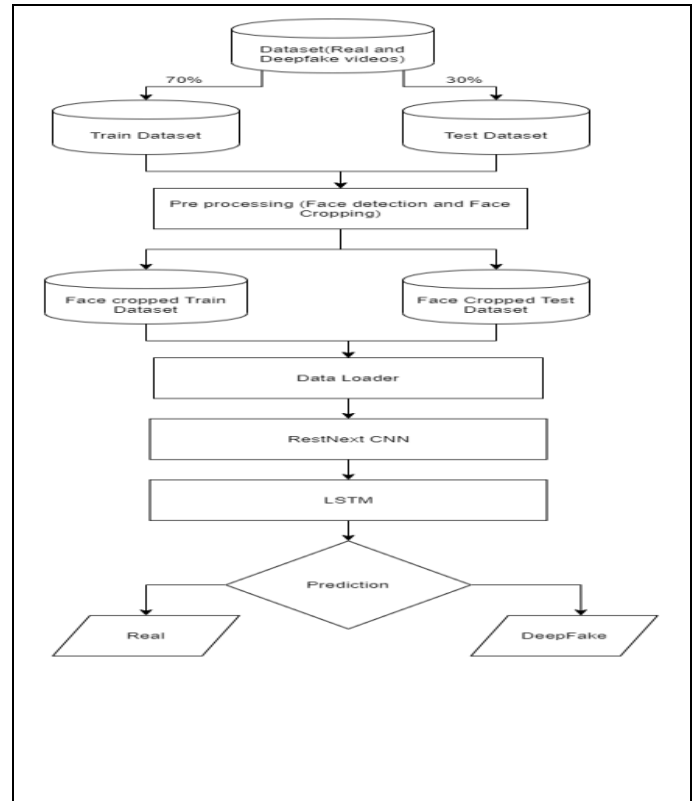 Dataset(Real and
Deepfake videos)
70%
30%
Train Dataset
Test Dataset
Pre processing (Face detection and Face
Cropping)
Face cropped Train
Dataset
Face Cropped Test
Dataset
Data Loader
RestNext CNN
LSTM
Prediction
Real
DeepFake